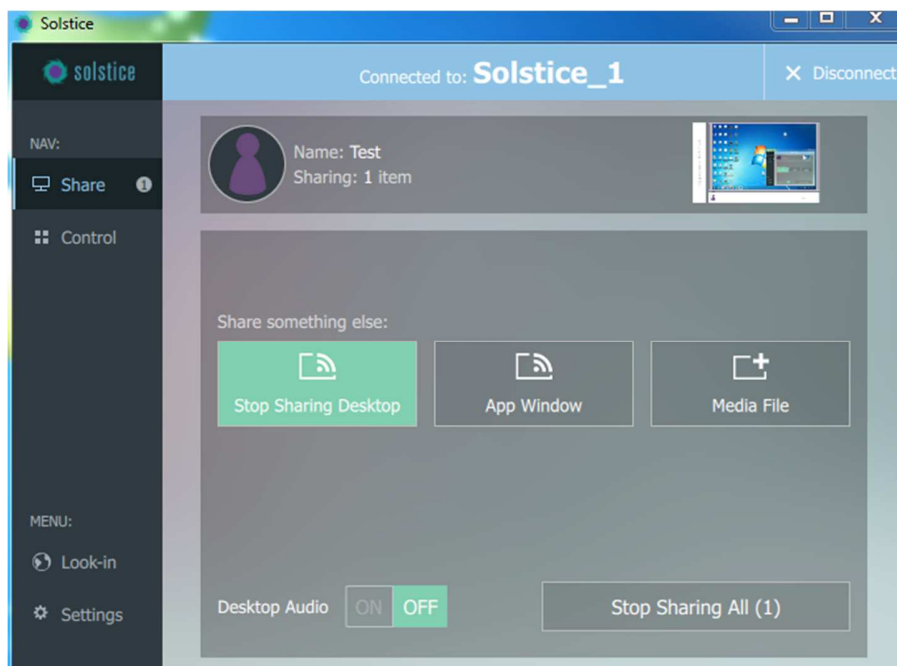 Solstice
solstice
Connected to: Solstice_1
Disconnect
NAV:
Share 1
Control
Name: Test
Sharing: 1 item
Share something else:
Stop Sharing Desktop
App Window
Media File
MENU:
Look-in
Settings
Desktop Audio ON OFF
Stop Sharing All (1)